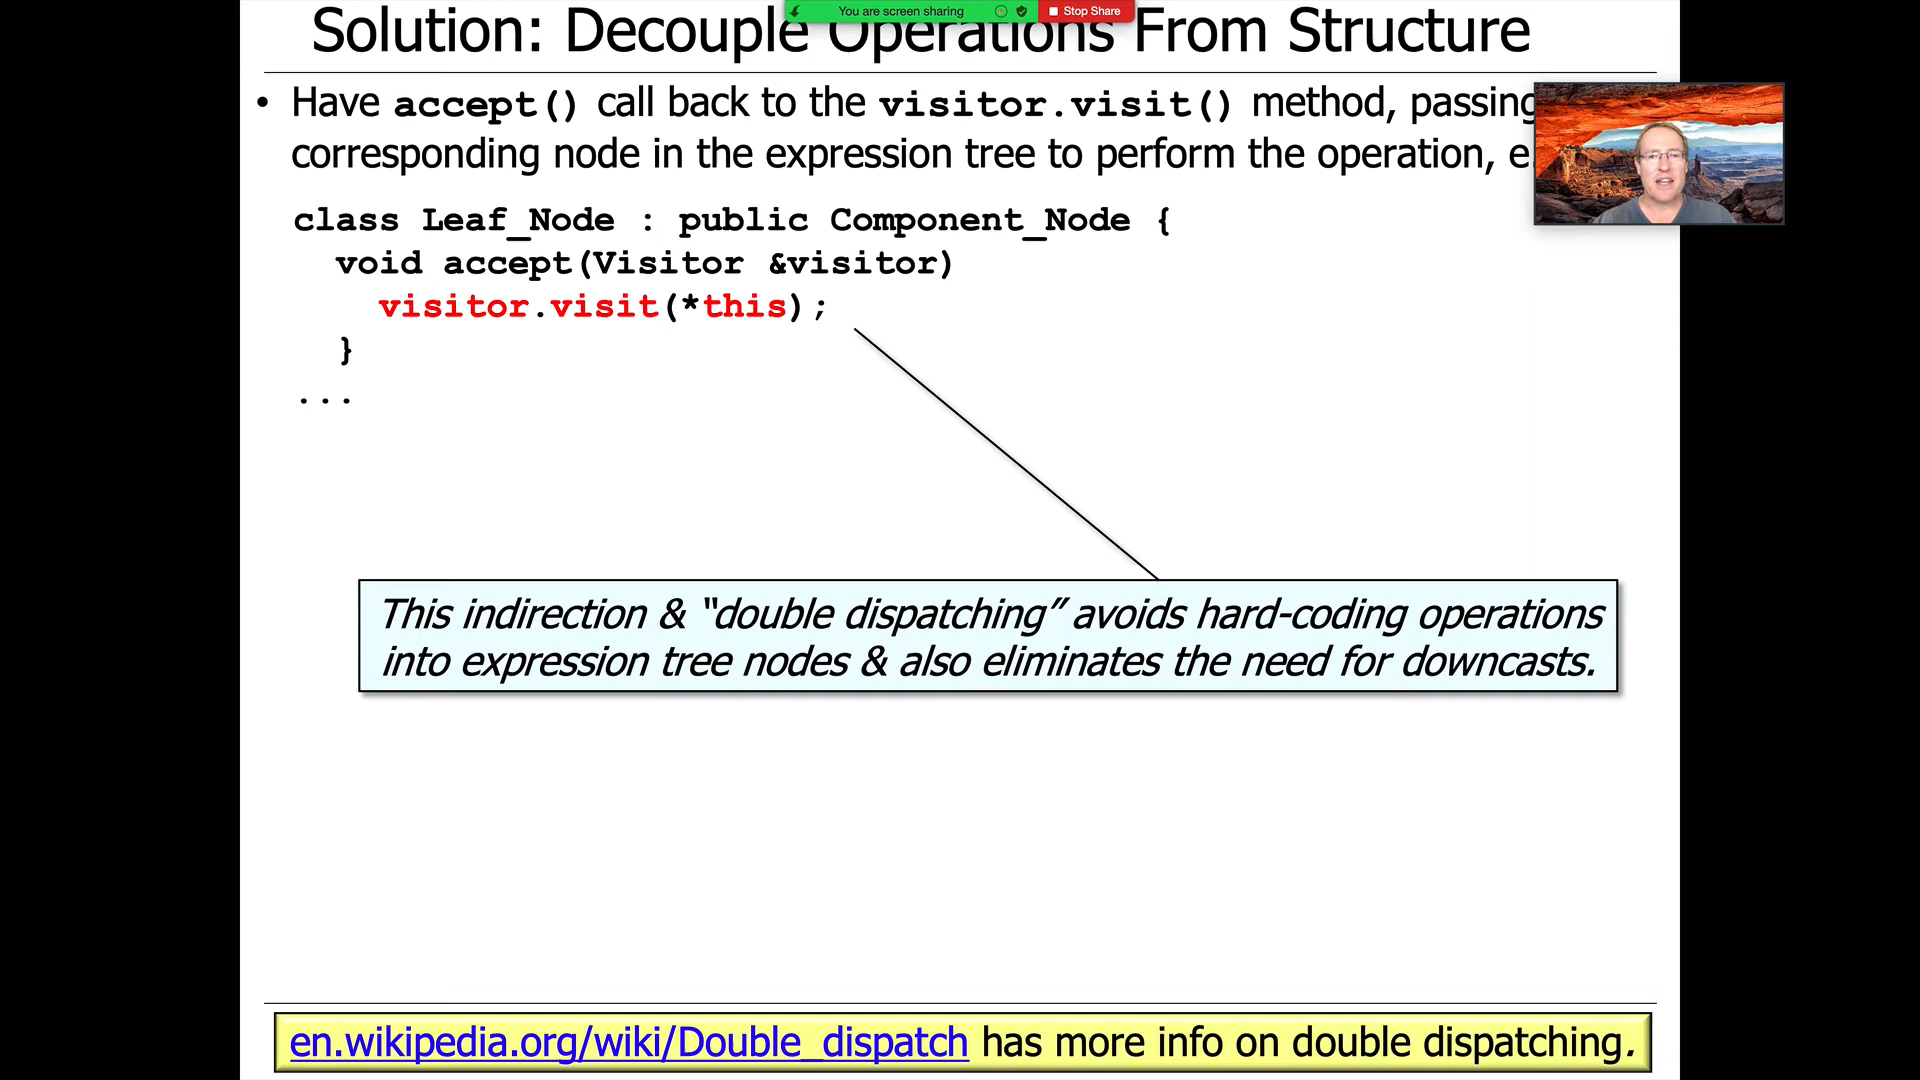 Solution: Decouple Operations From Structure
You are screen sharing
Stop Share
• Have accept() call back to the visitor.visit() method, passing
corresponding node in the expression tree to perform the operation, e.
class Leaf_Node : public Component_Node {
void accept(Visitor &visitor)
visitor.visit(*this);
}
...
This indirection & “double dispatching” avoids hard-coding operations
into expression tree nodes & also eliminates the need for downcasts.
en.wikipedia.org/wiki/Double_dispatch has more info on double dispatching.